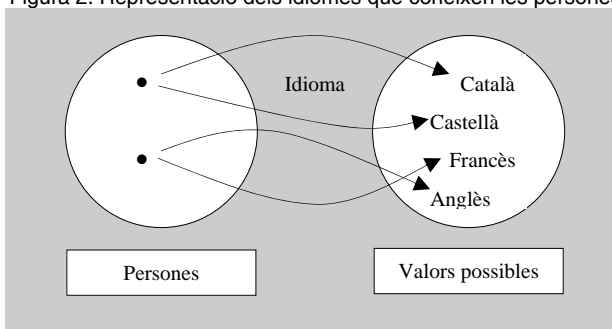 Figura 2. Representació dels idiomes que coneixen les persones
Idioma
Català
Castellà
Francès
Anglès
Persones
Valors possibles